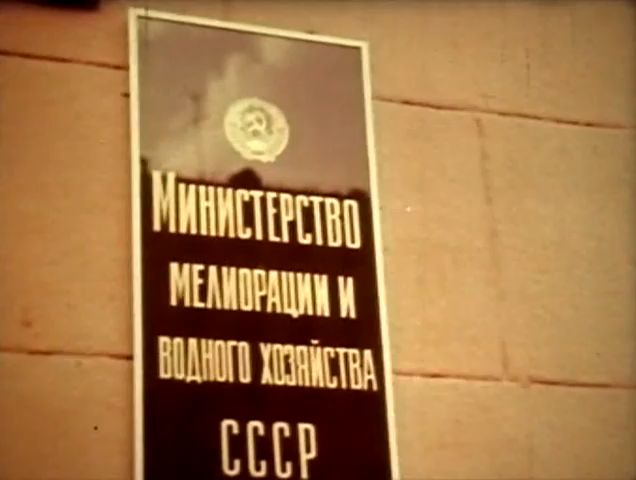 Министерство
мелиорации и
водного хозяйства
СССР